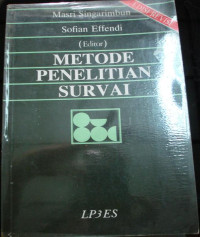 Masri Singarimbun
Sofian Effendi
(Editor)
METODE
PENELITIAN
SURVAI
LP3ES